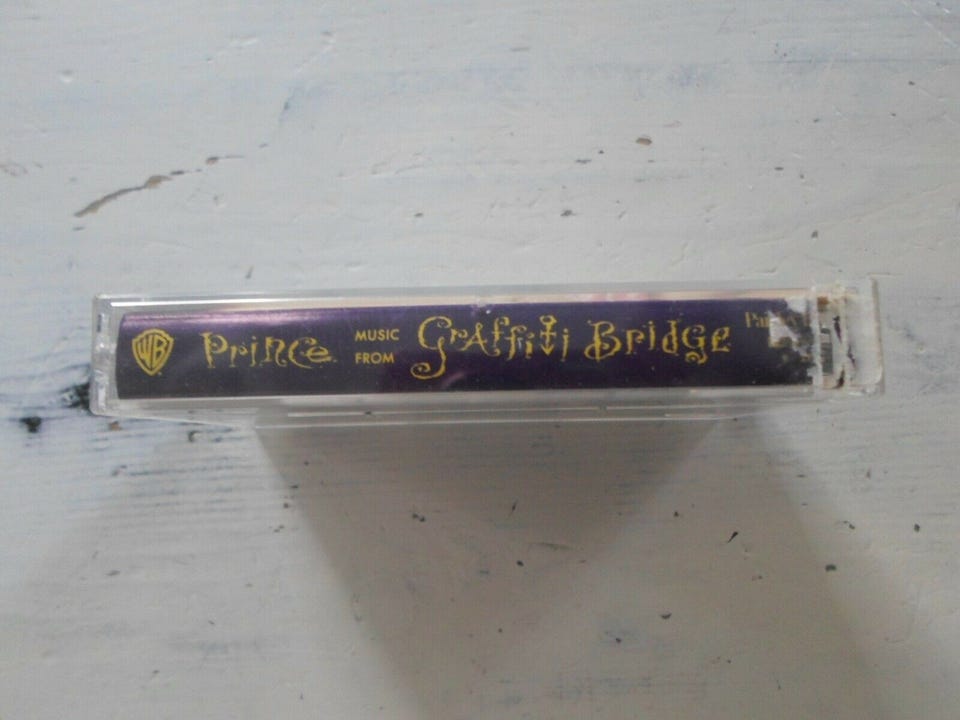 WB
Prince
MUSIC
FROM
Graffiti Bridge